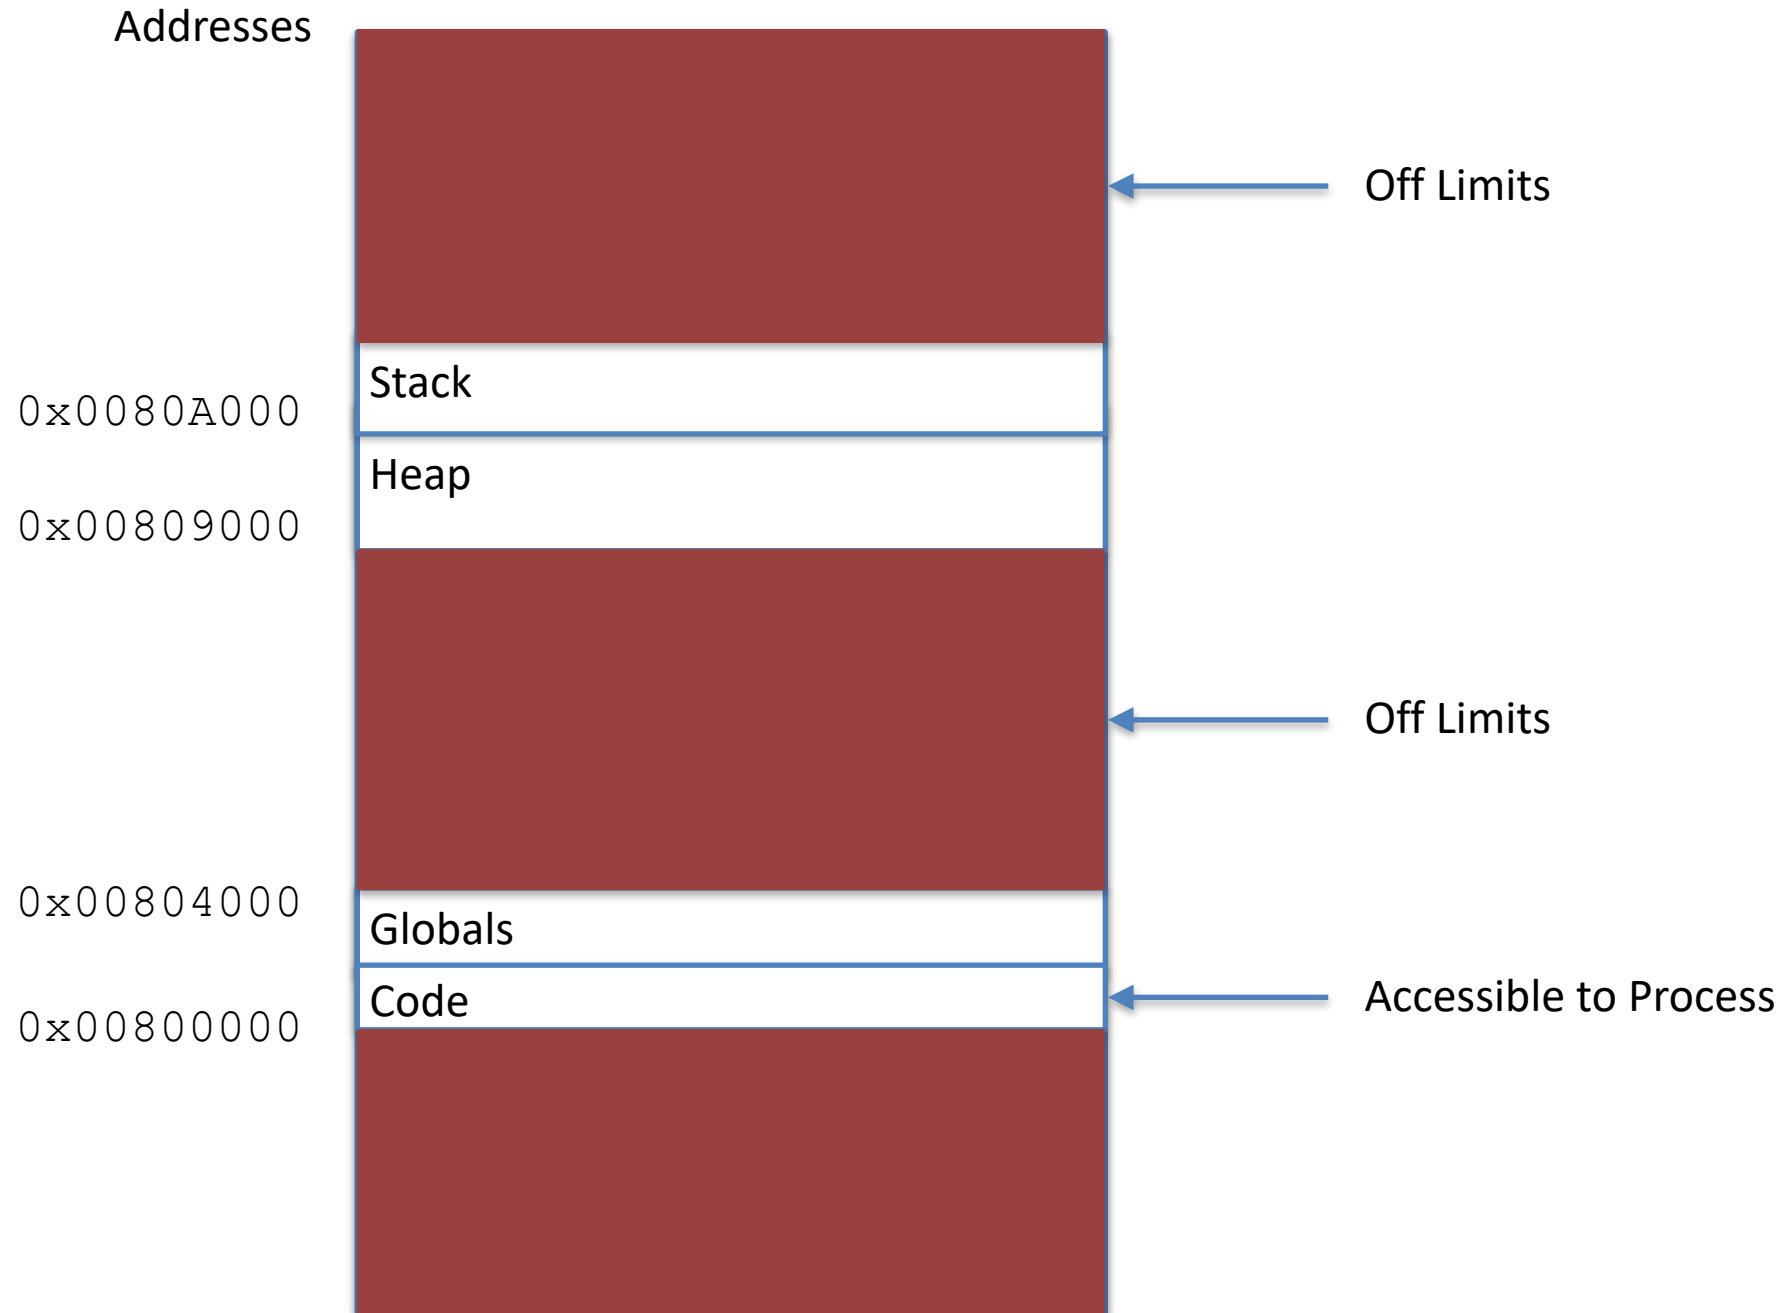 Addresses
Off Limits
Stack
0x0080A000
Heap
0x00809000
Off Limits
0x00804000
Globals
Code
Accessible to Process
0x00800000